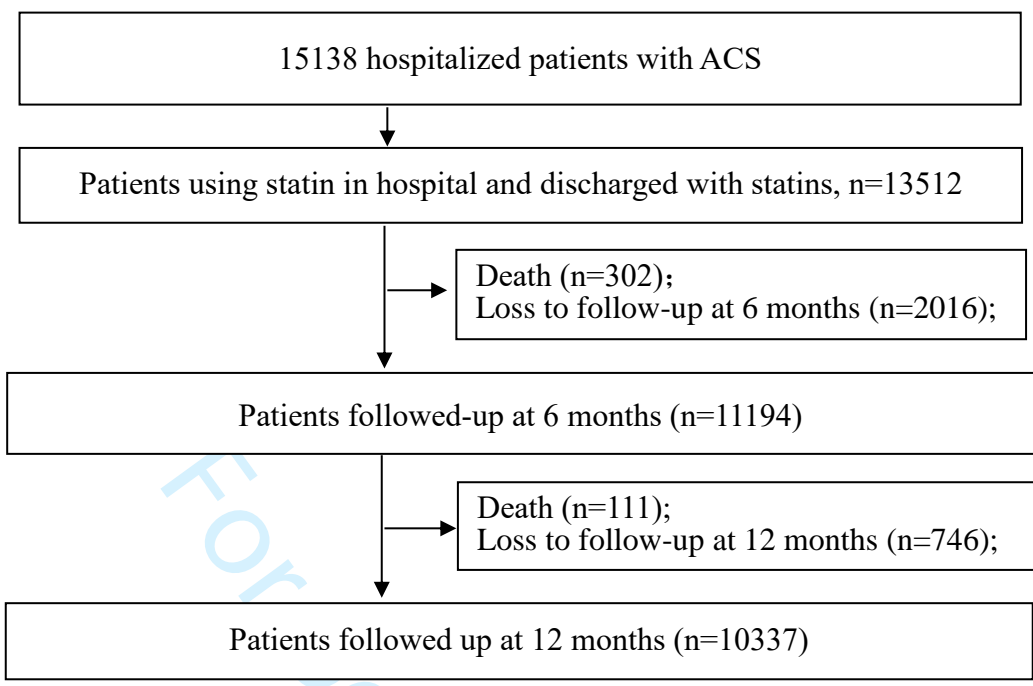 15138 hospitalized patients with ACS
Patients using statin in hospital and discharged with statins, n=13512
Death (n=302)；
Loss to follow-up at 6 months (n=2016);
Patients followed-up at 6 months (n=11194)
Death (n=111);
Loss to follow-up at 12 months (n=746);
Patients followed up at 12 months (n=10337)
For